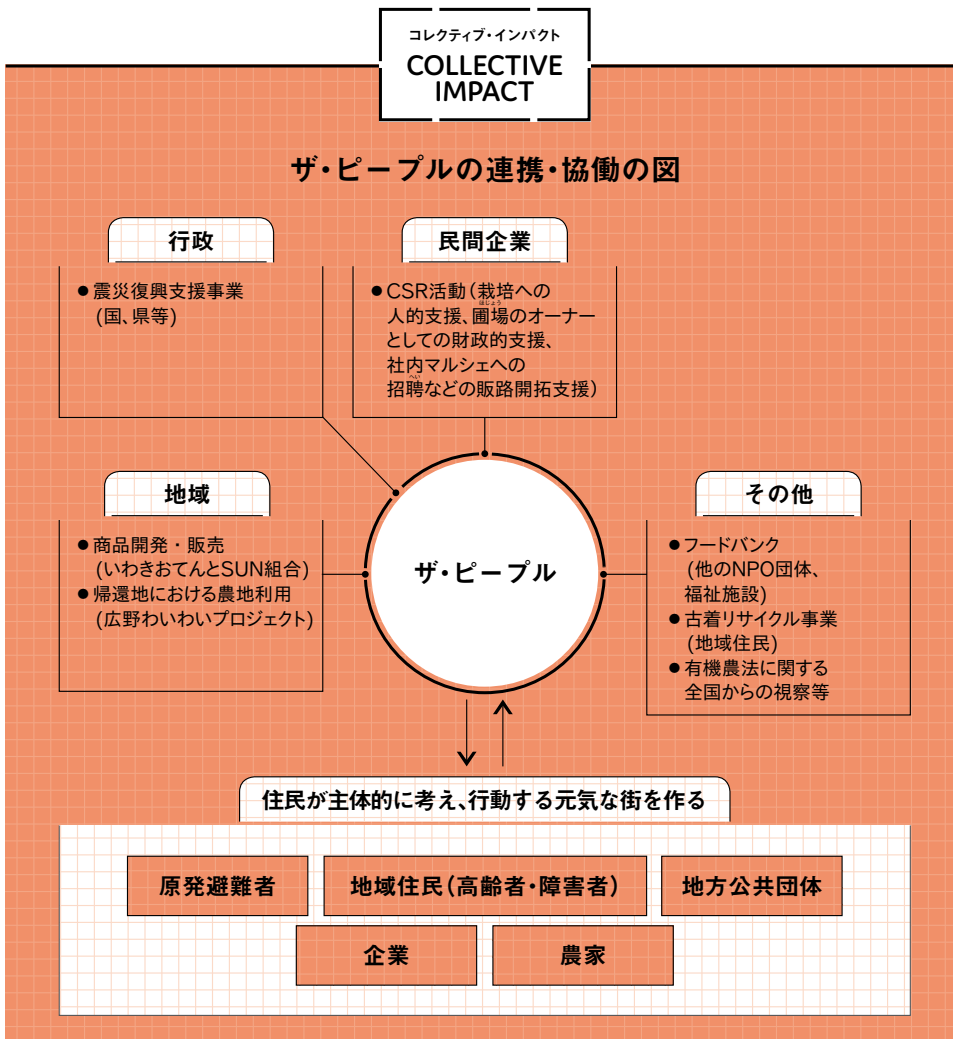 コレクティブ・インパクト
COLLECTIVE
IMPACT
ザ・ピープルの連携・協働の図
行政
●震災復興支援事業
(国、県等)
民間企業
●CSR活動(栽培への
人的支援、圃場のオーナー
ほじょう
としての財政的支援、
社内マルシェへの
招聘などの販路開拓支援)
へい
地域
●商品開発・販売
(いわきおてんとSUN組合)
●帰還地における農地利用
(広野わいわいプロジェクト)
ザ・ピープル
その他
●フードバンク
(他のNPO団体、
福祉施設)
●古着リサイクル事業
(地域住民)
●有機農法に関する
全国からの視察等
住民が主体的に考え、行動する元気な街を作る
原発避難者
地域住民(高齢者・障害者)
地方公共団体
企業
農家